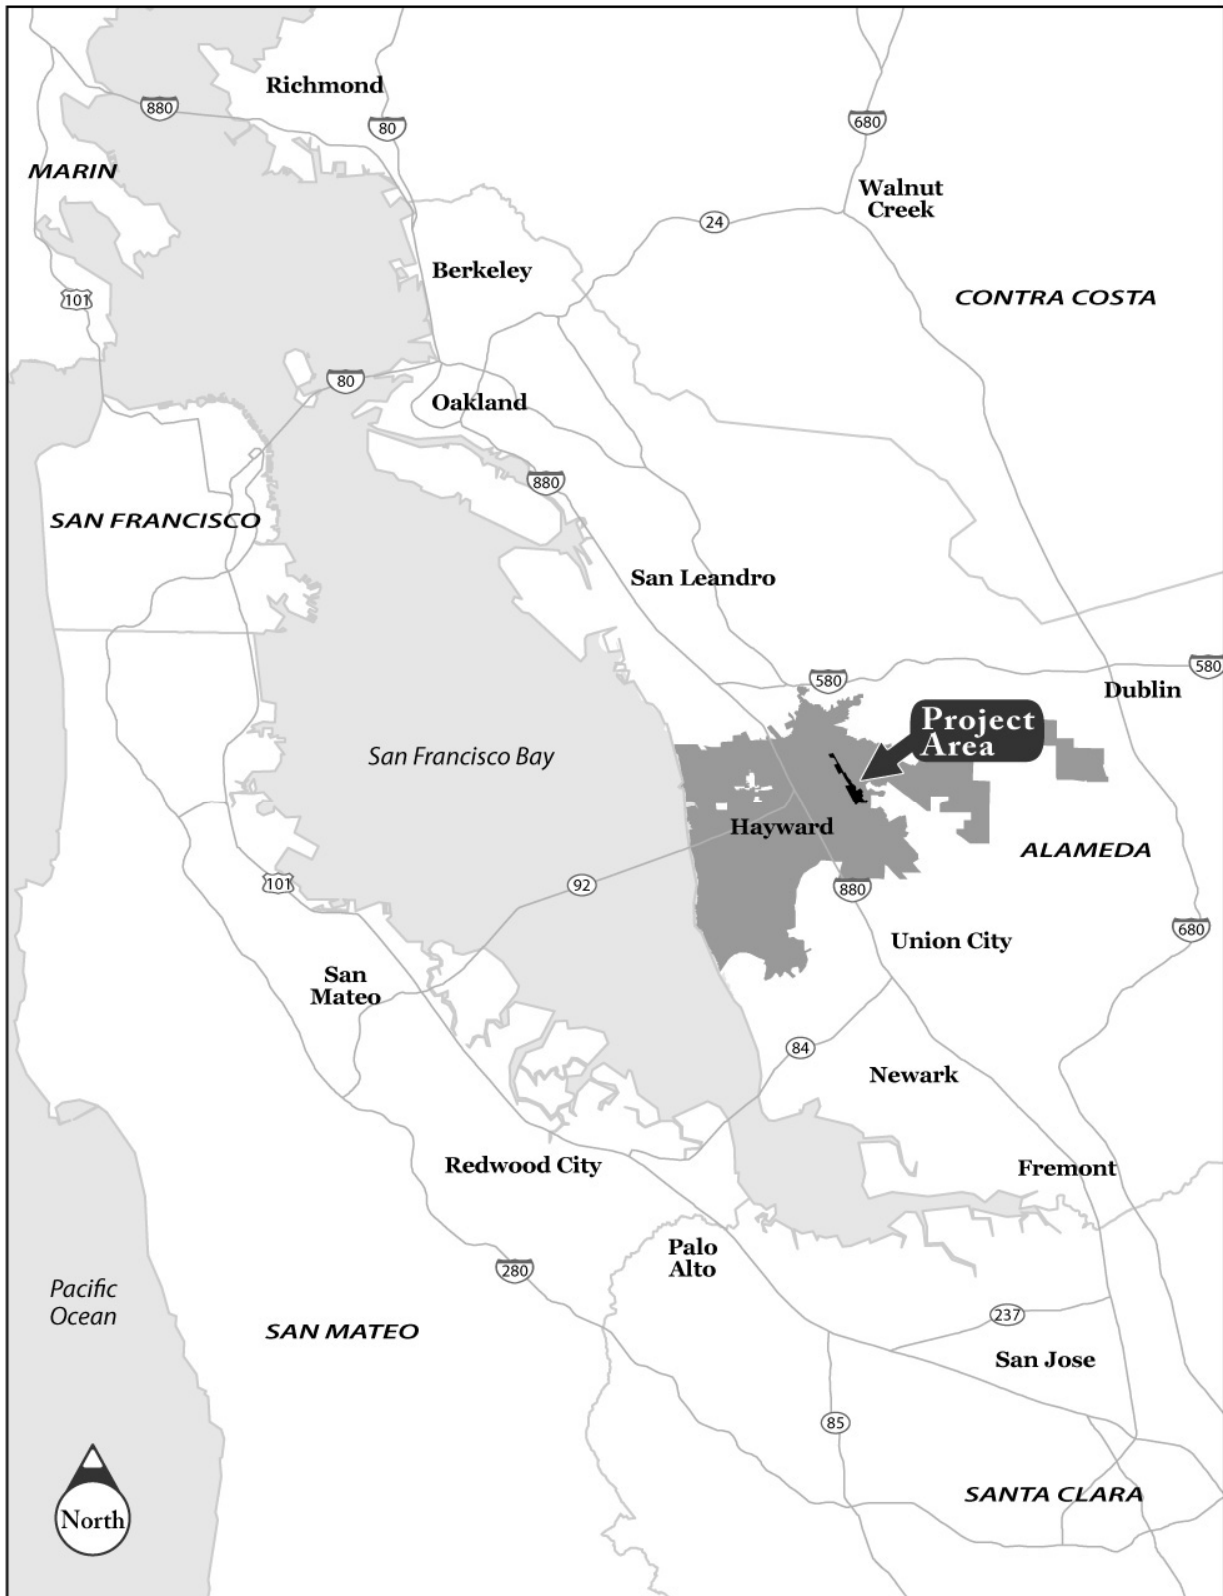 Richmond
880
80
680
MARIN
Walnut
Creek
24
Berkeley
101
CONTRA COSTA
80
Oakland
880
SAN FRANCISCO
San Leandro
580
580
Dublin
Project
Area
San Francisco Bay
Hayward
ALAMEDA
101
92
880
680
Union City
San
Mateo
84
Newark
Redwood City
Fremont
Palo
Alto
280
Pacific
Ocean
237
SAN MATEO
San Jose
85
SANTA CLARA
North